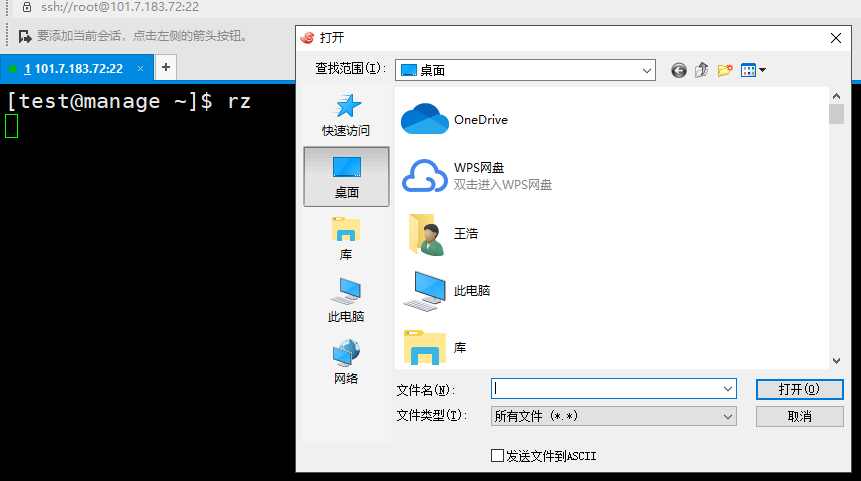 ssh://root@101.7.183.72:22
要添加当前会话，点击左侧的箭头按钮。
1 101.7.183.72:22 × +
[test@manage ~]$ rz
打开
查找范围(I): 桌面
快速访问
桌面
库
此电脑
网络
OneDrive
WPS网盘
双击进入WPS网盘
王浩
此电脑
库
文件名(N): 打开(O)
文件类型(T): 所有文件 (*.*) 取消
发送文件到ASCII